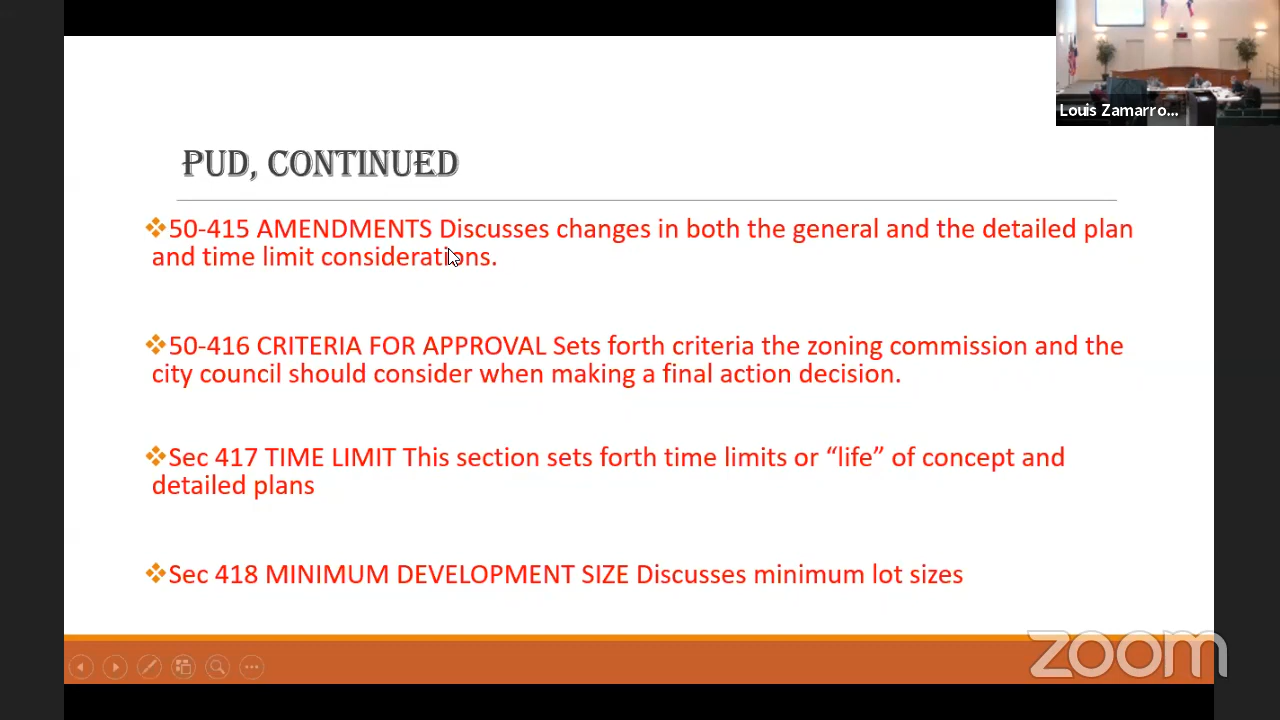 Louis Zamarro...
PUD, CONTINUED
50-415 AMENDMENTS Discusses changes in both the general and the detailed plan
and time limit considerations.
50-416 CRITERIA FOR APPROVAL Sets forth criteria the zoning commission and the
city council should consider when making a final action decision.
Sec 417 TIME LIMIT This section sets forth time limits or “life” of concept and
detailed plans
Sec 418 MINIMUM DEVELOPMENT SIZE Discusses minimum lot sizes
zoom